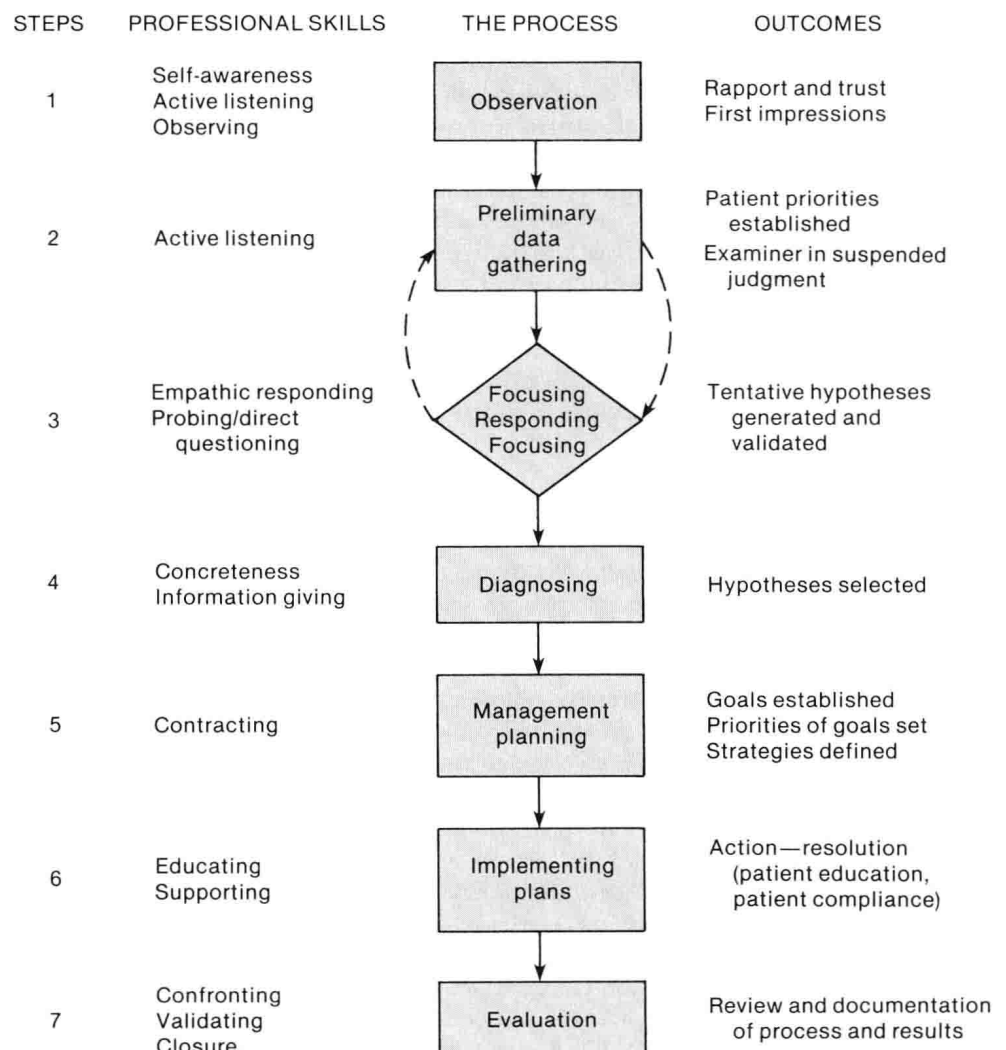 STEPS PROFESSIONAL SKILLS THE PROCESS OUTCOMES
1
Self-awareness
Active listening
Observing
Observation
Rapport and trust
First impressions
2
Active listening
Preliminary
data
gathering
Patient priorities
established
Examiner in suspended
judgment
3
Empathic responding
Probing/direct
questioning
Focusing
Responding
Focusing
Tentative hypotheses
generated and
validated
4
Concreteness
Information giving
Diagnosing
Hypotheses selected
5
Contracting
Management
planning
Goals established
Priorities of goals set
Strategies defined
6
Educating
Supporting
Implementing
plans
Action—resolution
(patient education,
patient compliance)
7
Confronting
Validating
Closure
Evaluation
Review and documentation
of process and results